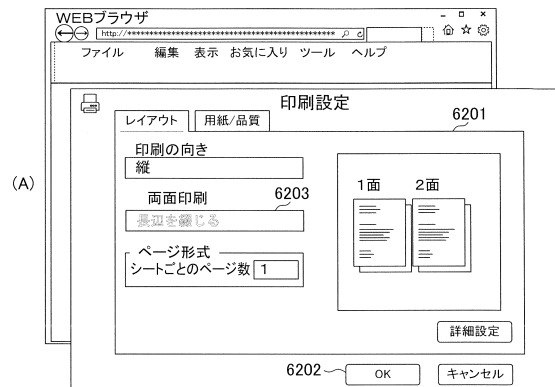 WEBブラウザ
http://******************************************
ファイル 編集 表示 お気に入り ツール ヘルプ
印刷設定
レイアウト 用紙/品質
6201
印刷の向き
縦
(A)
両面印刷
6203
長辺を綴じる
ページ形式
シートごとのページ数 1
1面 2面
詳細設定
6202
OK キャンセル